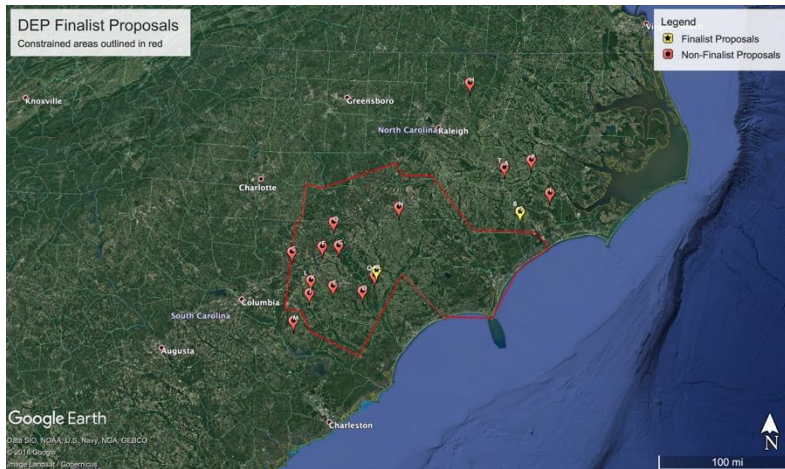 DEP Finalist Proposals
Constrained areas outlined in red
Legend
Finalist Proposals
Non-Finalist Proposals
Knoxville
Greensboro
North Carolina
Raleigh
Charlotte
Columbia
South Carolina
Augusta
Charleston
Google Earth
Data SIO, NOAA, U.S. Navy, NGA, GEBCO
© 2018 Google
Image Landsat / Copernicus
N
100 mi